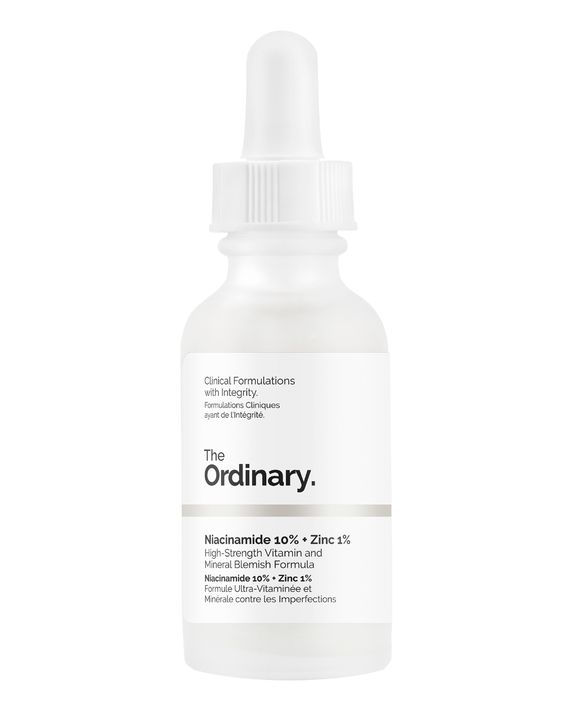 Clinical Formulations
with Integrity.
Formulations Cliniques
ayant de l'Intégrité.
The
Ordinary.
Niacinamide 10% + Zinc 1%
High-Strength Vitamin and
Mineral Blemish Formula
Niacinamide 10% + Zinc 1%
Formule Ultra-Vitaminée et
Minérale contre les Imperfections